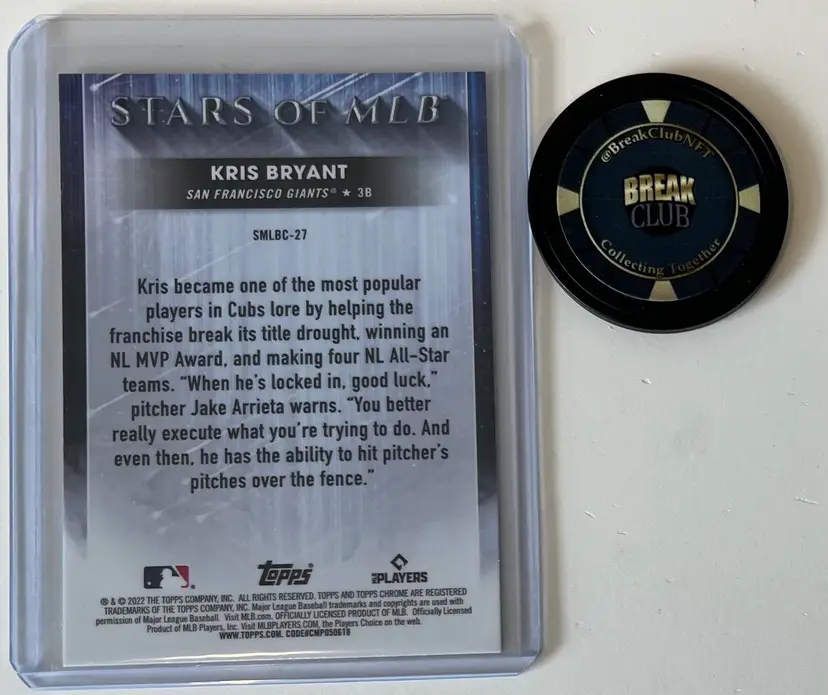 STARS OF MLB
KRIS BRYANT
SAN FRANCISCO GIANTS® ★ 3B
SMLBC-27
Kris became one of the most popular
players in Cubs lore by helping the
franchise break its title drought, winning an
NL MVP Award, and making four NL All-Star
teams. “When he's locked in, good luck,”
pitcher Jake Arrieta warns. “You better
really execute what you're trying to do. And
even then, he has the ability to hit pitcher's
pitches over the fence.”
topps
MLB PLAYERS
® & © 2022 THE TOPPS COMPANY, INC. ALL RIGHTS RESERVED. TOPPS AND TOPPS CHROME ARE REGISTERED
TRADEMARKS OF THE TOPPS COMPANY, INC. Major League Baseball trademarks and copyrights are used with
permission of Major League Baseball. Visit MLB.com. OFFICIALLY LICENSED PRODUCT OF MLB. Officially Licensed
Product of MLB Players, Inc. Visit MLBPLAYERS.COM, the Players Choice on the web.
WWW.TOPPS.COM. CODE#CMP050610
@BreakClubNFT
BREAK
CLUB
Collecting Together